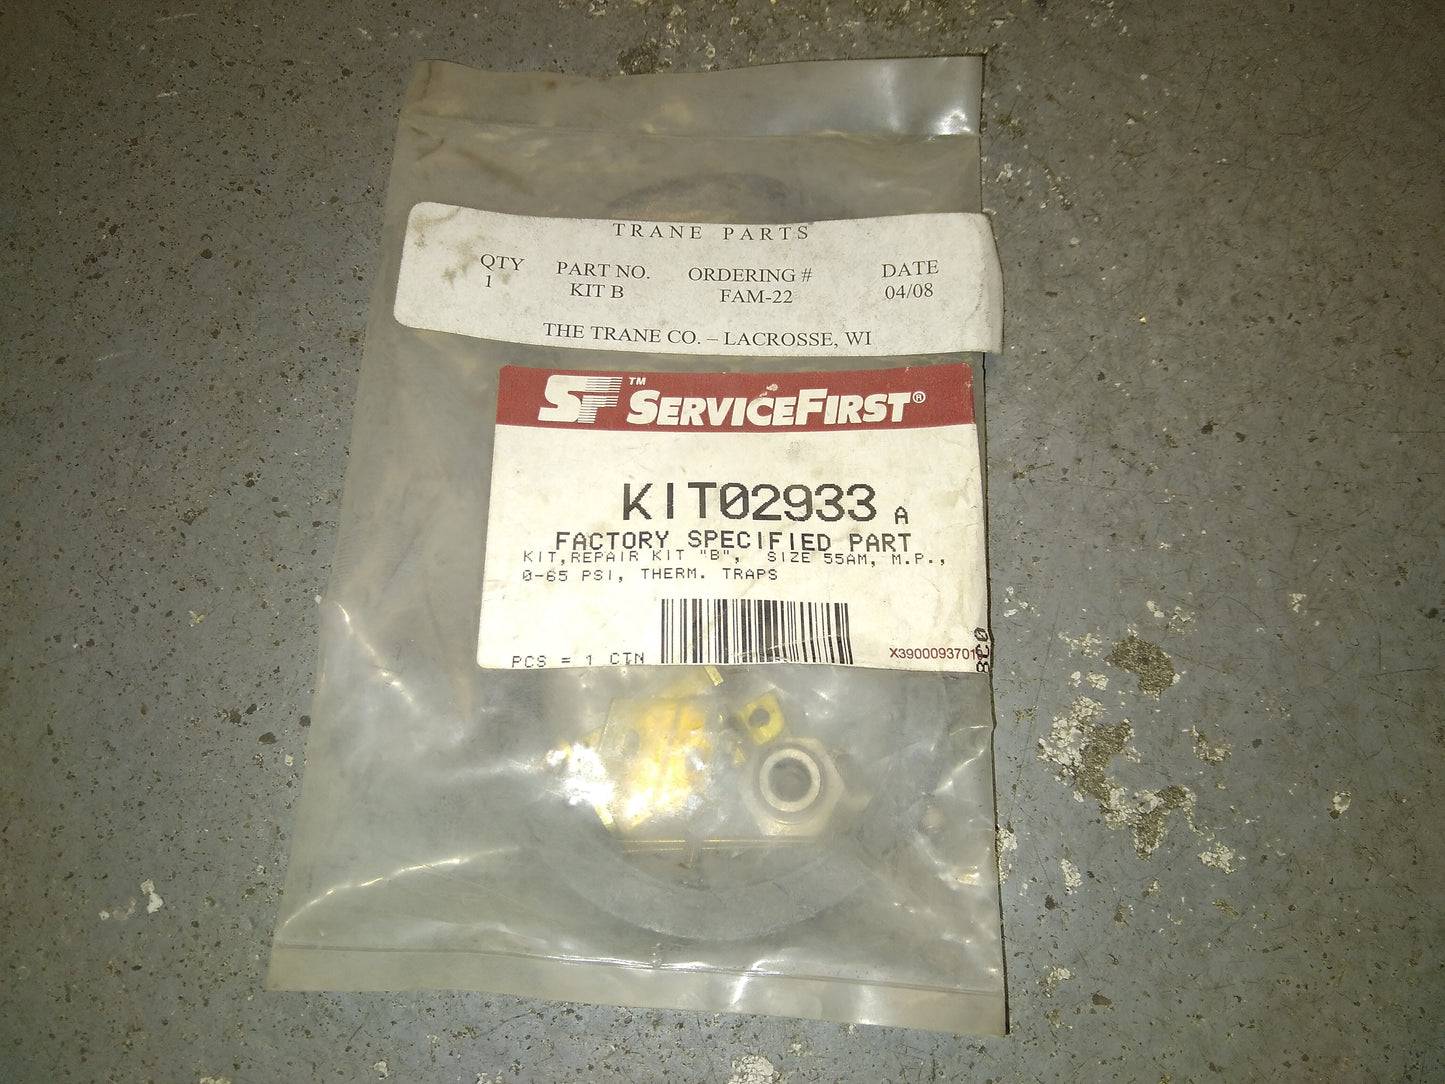 TRANE PARTS
QTY PART NO. ORDERING # DATE
1 KIT B FAM-22 04/08
THE TRANE CO. – LACROSSE, WI
SF™ SERVICEFIRST®
KIT02933 A
FACTORY SPECIFIED PART
KIT,REPAIR KIT "B", SIZE 55AM, M.P.,
0-65 PSI, THERM. TRAPS
PCS = 1 CTN